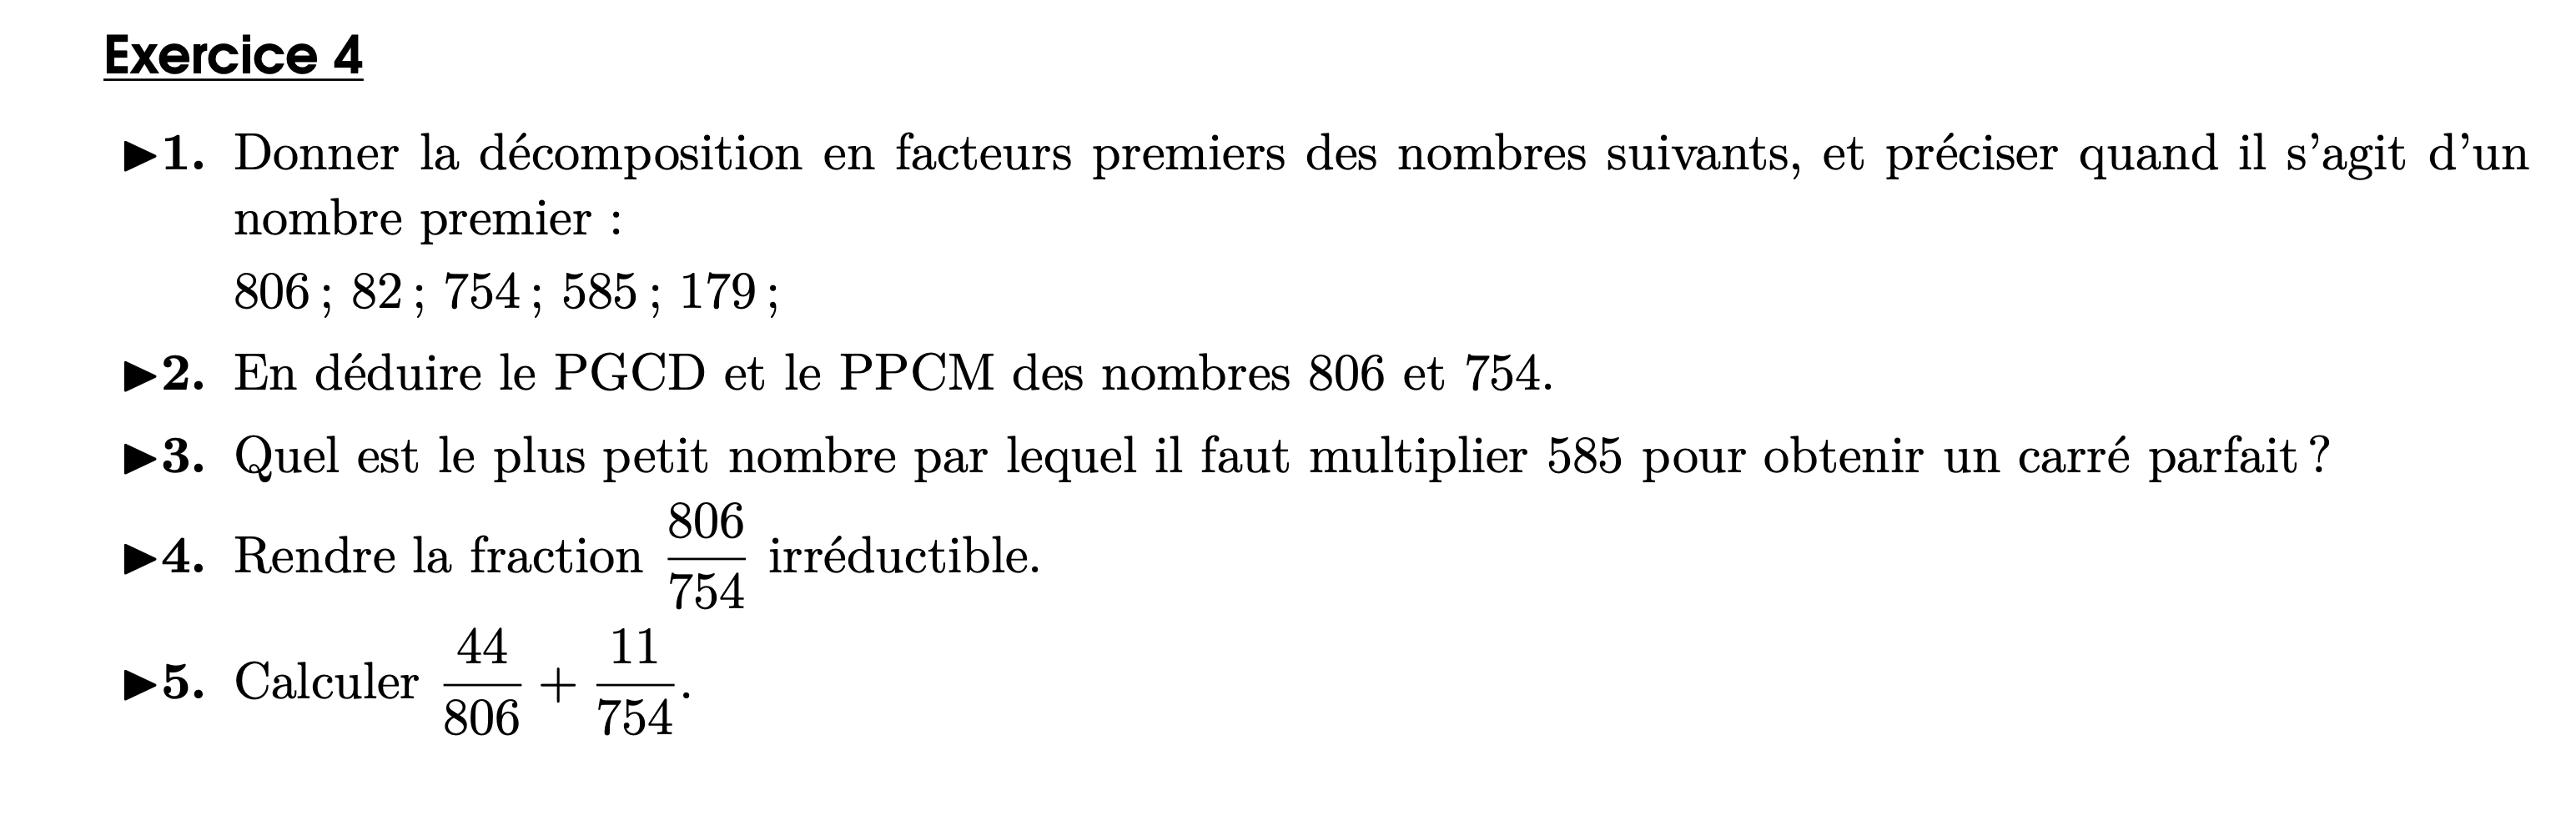 Exercice 4
▶1. Donner la décomposition en facteurs premiers des nombres suivants, et préciser quand il s'agit d'un
nombre premier :
806 ; 82 ; 754 ; 585 ; 179 ;
▶2. En déduire le PGCD et le PPCM des nombres 806 et 754.
▶3. Quel est le plus petit nombre par lequel il faut multiplier 585 pour obtenir un carré parfait ?
▶4. Rendre la fraction 806/754 irréductible.
▶5. Calculer 44/806 + 11/754.